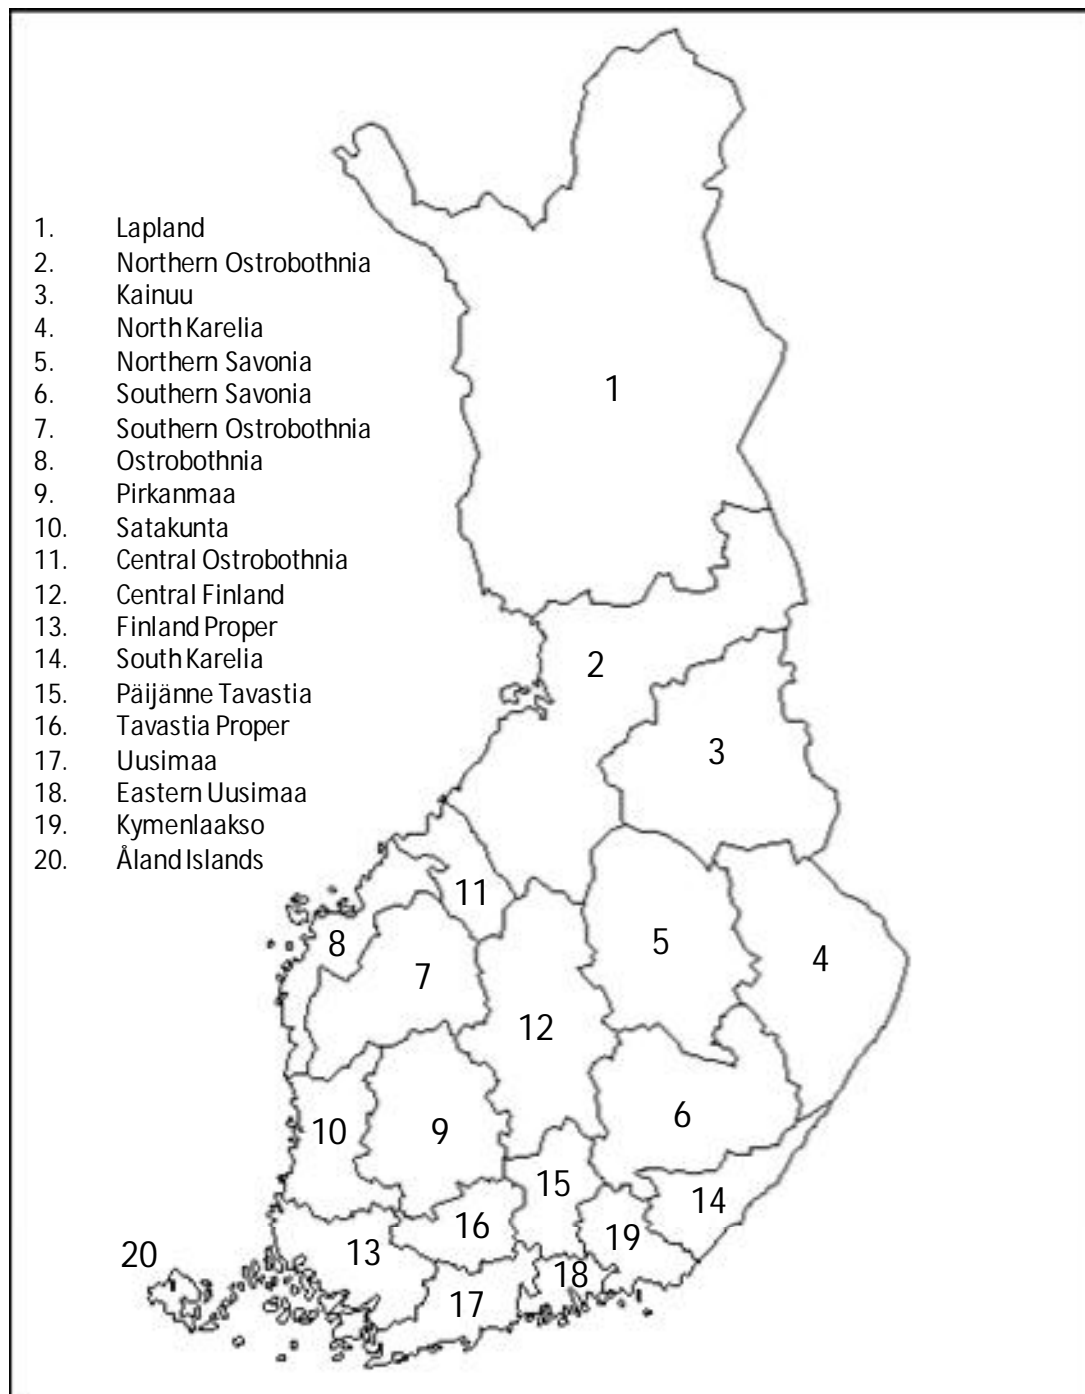 1. Lapland
2. Northern Ostrobothnia
3. Kainuu
4. North Karelia
5. Northern Savonia
6. Southern Savonia
7. Southern Ostrobothnia
8. Ostrobothnia
9. Pirkanmaa
10. Satakunta
11. Central Ostrobothnia
12. Central Finland
13. Finland Proper
14. South Karelia
15. Päijänne Tavastia
16. Tavastia Proper
17. Uusimaa
18. Eastern Uusimaa
19. Kymenlaakso
20. Åland Islands
1
2
3
11
8
7
5
4
12
10
9
6
15
14
16
19
13
20
18
17